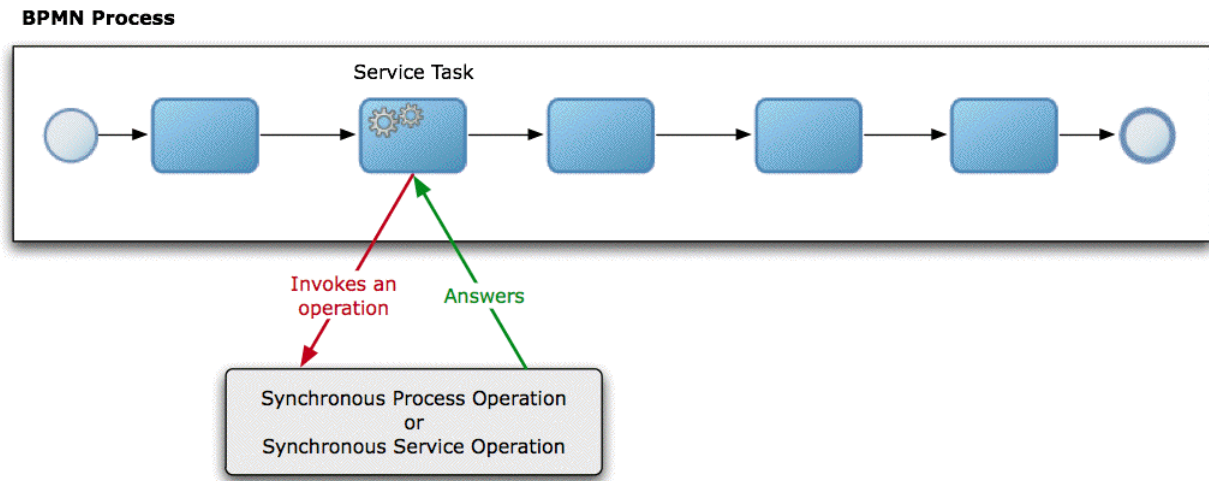 BPMN Process
Service Task
Invokes an
operation
Answers
Synchronous Process Operation
or
Synchronous Service Operation